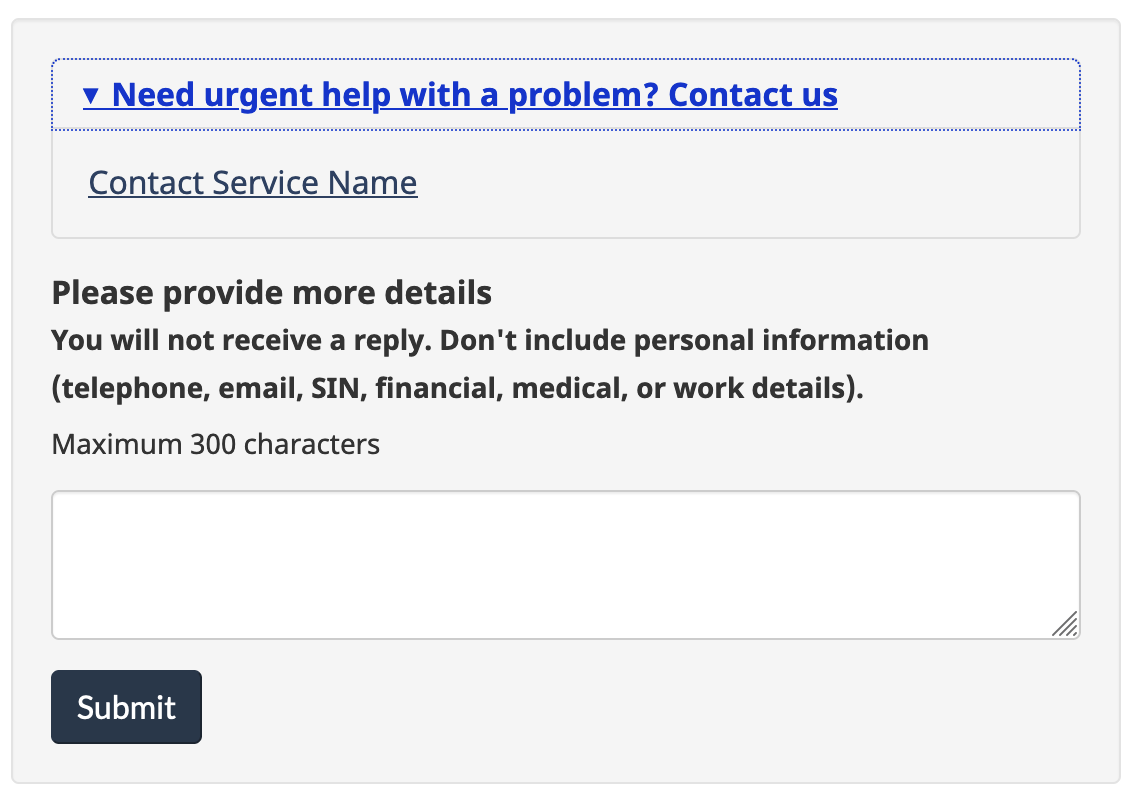 ▼ Need urgent help with a problem? Contact us
Contact Service Name
Please provide more details
You will not receive a reply. Don't include personal information
(telephone, email, SIN, financial, medical, or work details).
Maximum 300 characters
Submit